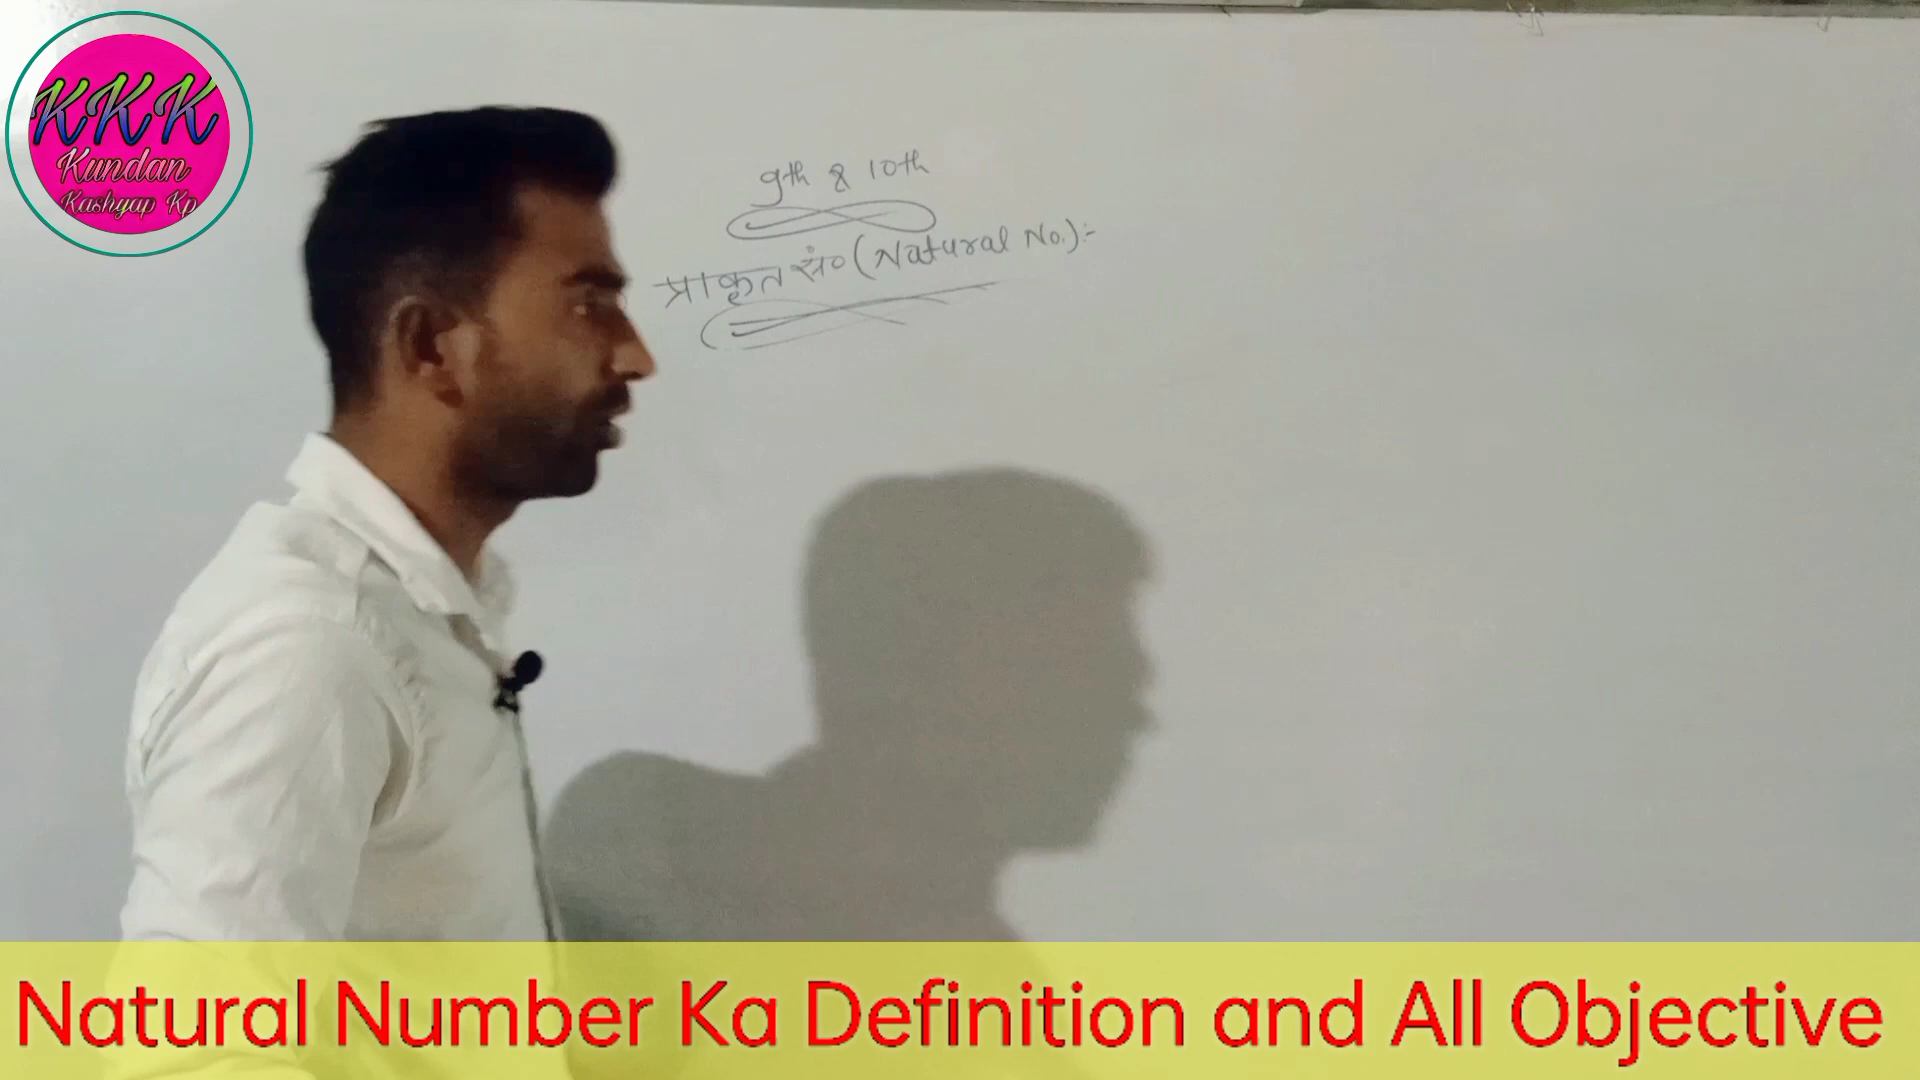 KKK
Kundan
Kashyap Kp
9th & 10th
प्राकृत सं० (Natural No.):-
Natural Number Ka Definition and All Objective